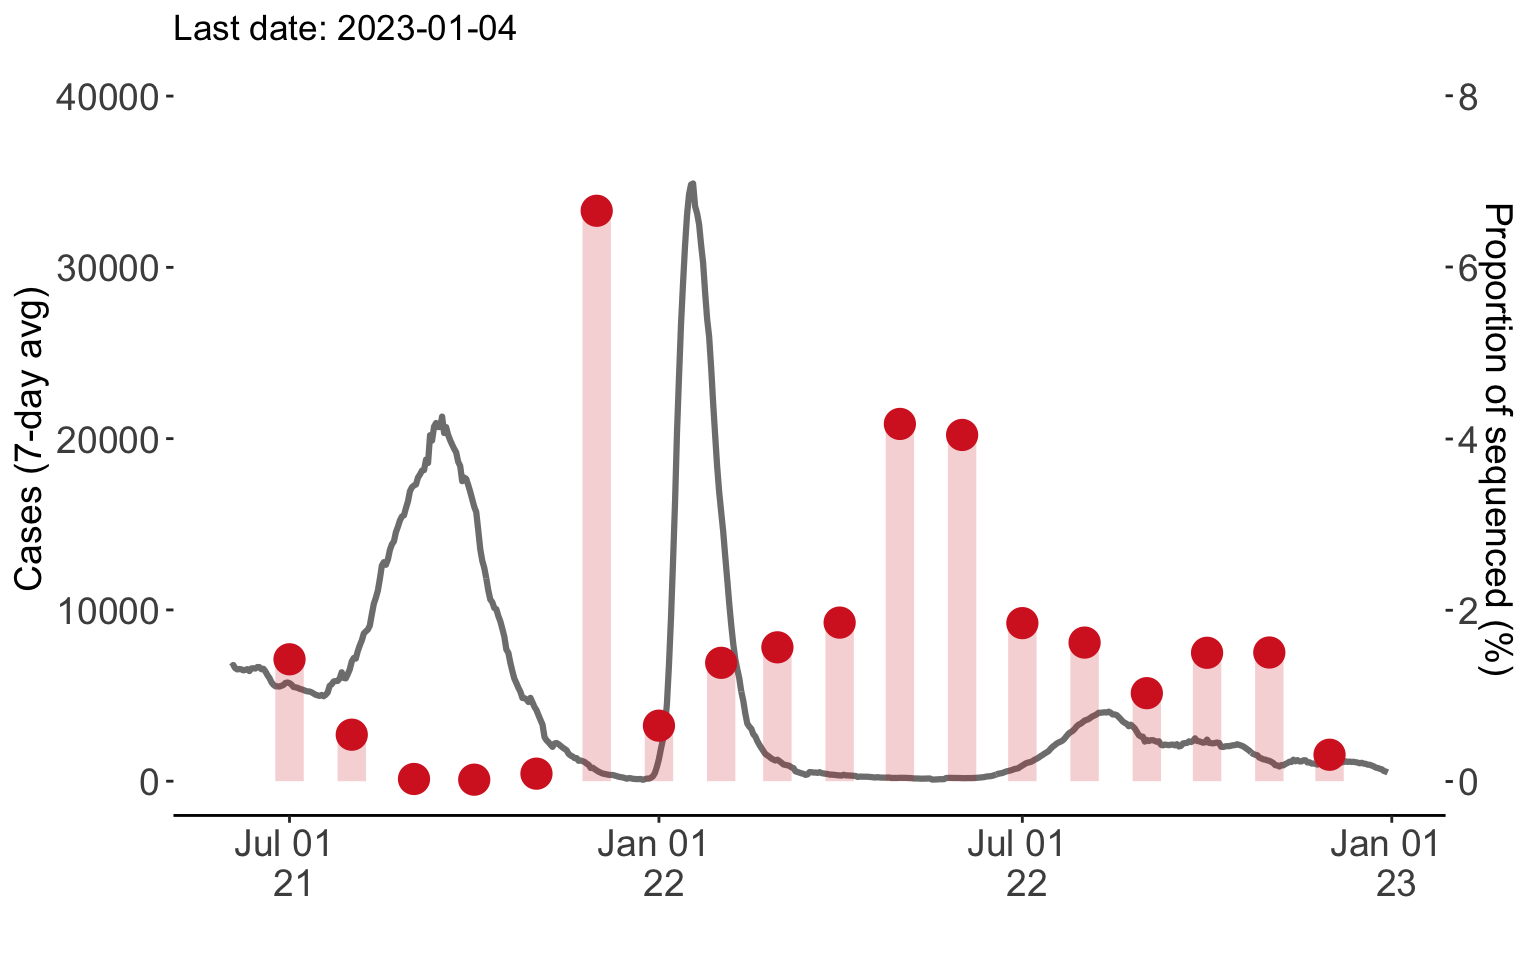 Last date: 2023-01-04
Cases (7-day avg)
40000
30000
20000
10000
0
8
6
4
2
0
Proportion of sequenced (%)
Jul 01
21
Jan 01
22
Jul 01
22
Jan 01
23